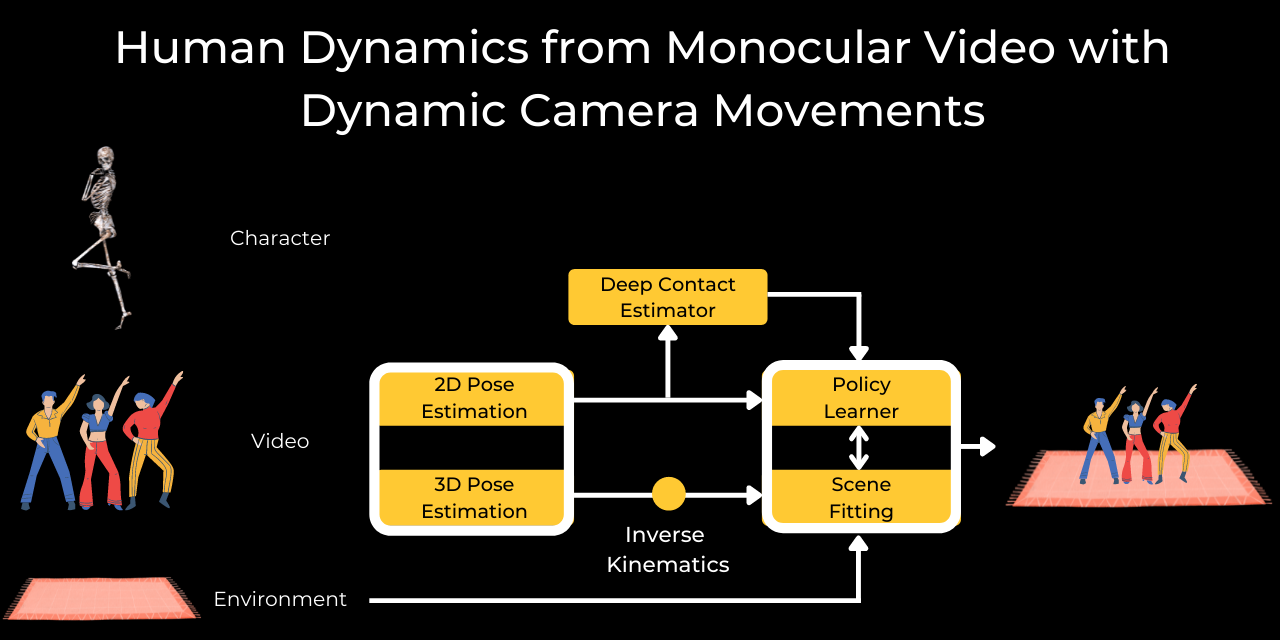 Human Dynamics from Monocular Video with
Dynamic Camera Movements
Character
Deep Contact
Estimator
2D Pose
Estimation
Policy
Learner
Video
3D Pose
Estimation
Scene
Fitting
Inverse
Kinematics
Environment